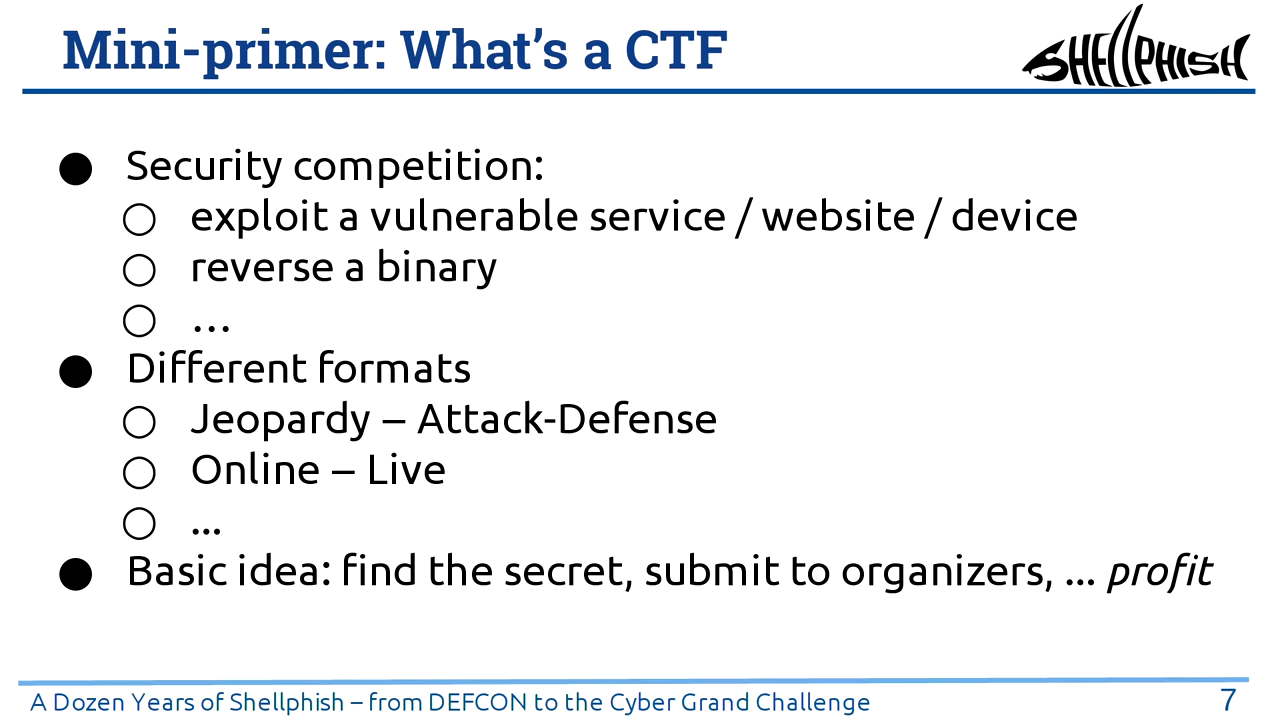 Mini-primer: What's a CTF
SHELLPHISH
● Security competition:
○ exploit a vulnerable service / website / device
○ reverse a binary
○ …
● Different formats
○ Jeopardy – Attack-Defense
○ Online – Live
○ ...
● Basic idea: find the secret, submit to organizers, ... profit
A Dozen Years of Shellphish – from DEFCON to the Cyber Grand Challenge
7